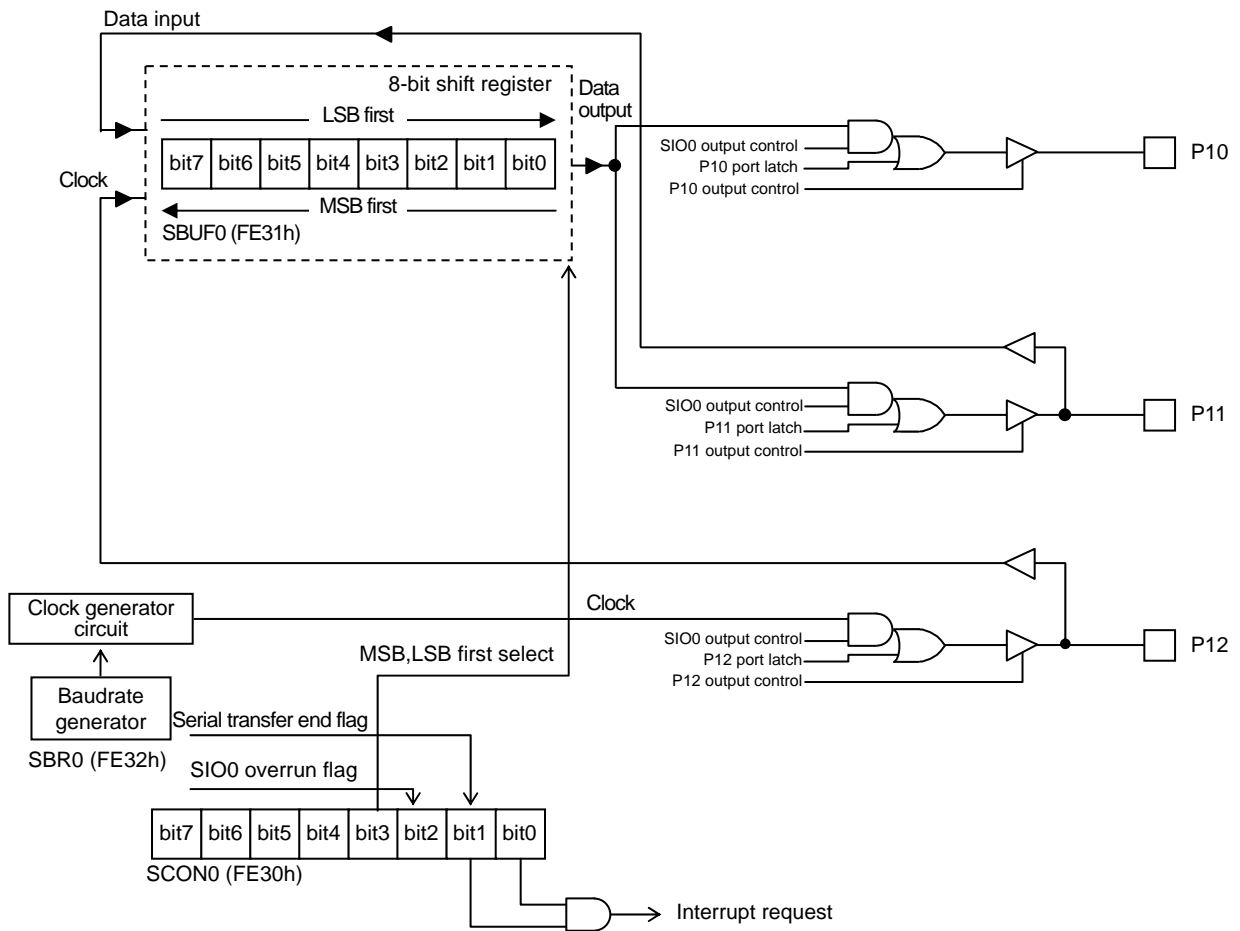 Data input
8-bit shift register
Data
output
LSB first
bit7 bit6 bit5 bit4 bit3 bit2 bit1 bit0
Clock
MSB first
SBUF0 (FE31h)
SIO0 output control
P10 port latch
P10 output control
P10
SIO0 output control
P11 port latch
P11 output control
P11
Clock generator
circuit
Clock
SIO0 output control
P12 port latch
P12 output control
P12
MSB,LSB first select
Baudrate
generator
SBR0 (FE32h)
Serial transfer end flag
SIO0 overrun flag
bit7 bit6 bit5 bit4 bit3 bit2 bit1 bit0
SCON0 (FE30h)
Interrupt request